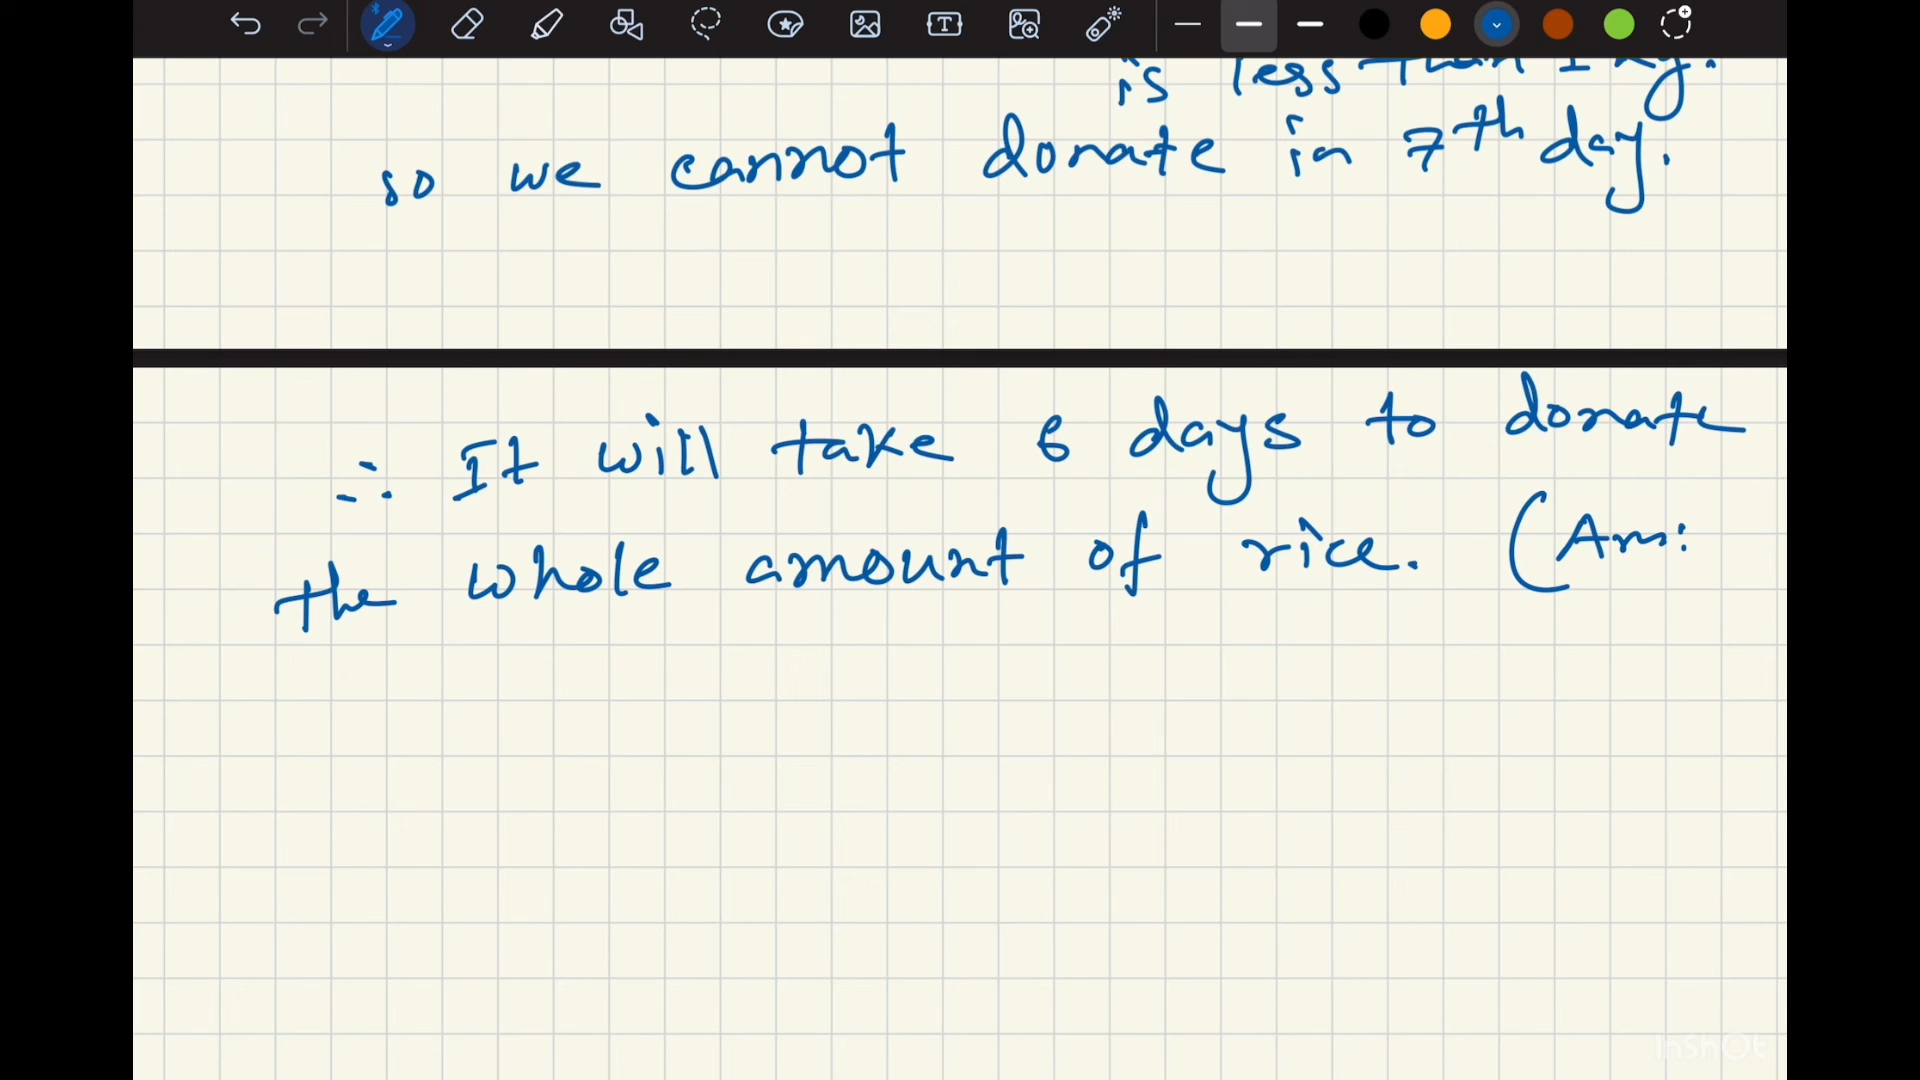 is less than 1 kg.
so we cannot donate in 7th day.
∴ It will take 6 days to donate
the whole amount of rice. (Ans:
InShOt